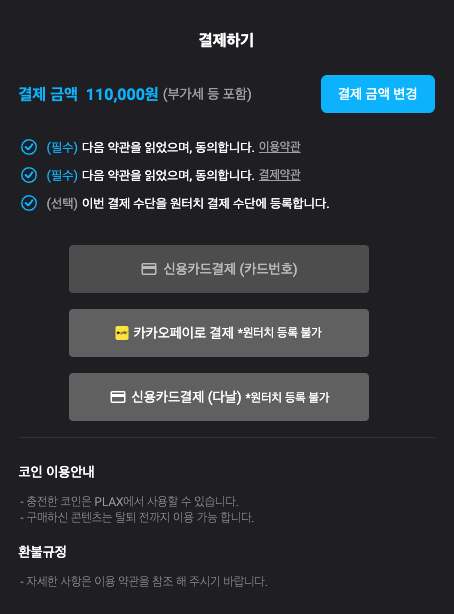 결제하기
결제 금액 110,000원 (부가세 등 포함)
결제 금액 변경
(필수) 다음 약관을 읽었으며, 동의합니다. 이용약관
(필수) 다음 약관을 읽었으며, 동의합니다. 결제약관
(선택) 이번 결제 수단을 원터치 결제 수단에 등록합니다.
신용카드결제 (카드번호)
카카오페이로 결제 *원터치 등록 불가
신용카드결제 (다날) *원터치 등록 불가
코인 이용안내
- 충전한 코인은 PLAX에서 사용할 수 있습니다.
- 구매하신 콘텐츠는 탈퇴 전까지 이용 가능 합니다.
환불규정
- 자세한 사항은 이용 약관을 참조 해 주시기 바랍니다.